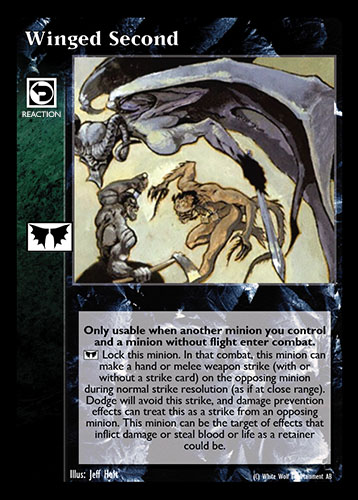 Winged Second
REACTION
Only usable when another minion you control
and a minion without flight enter combat.
Lock this minion. In that combat, this minion can
make a hand or melee weapon strike (with or
without a strike card) on the opposing minion
during normal strike resolution (as if at close range).
Dodge will avoid this strike, and damage prevention
effects can treat this as a strike from an opposing
minion. This minion can be the target of effects that
inflict damage or steal blood or life as a retainer
could be.
Illus: Jeff Holt
(C) White Wolf Entertainment AB